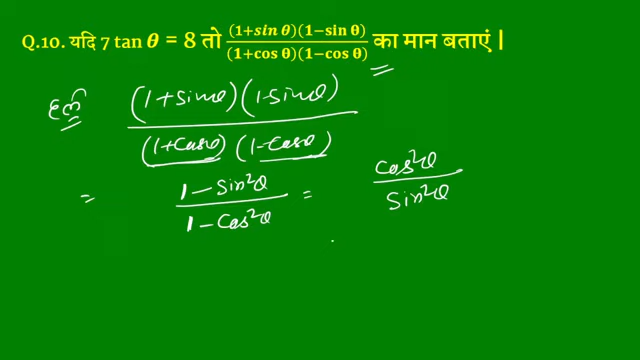 Q.10. यदि 7 tan θ = 8 तो (1+sin θ)(1−sin θ)/(1+cos θ)(1−cos θ) का मान बताएं |
हल (1+Sinθ)(1-Sinθ)/(1+Cosθ)(1-Cosθ)
= 1-Sin²θ/1-Cos²θ = Cos²θ/Sin²θ